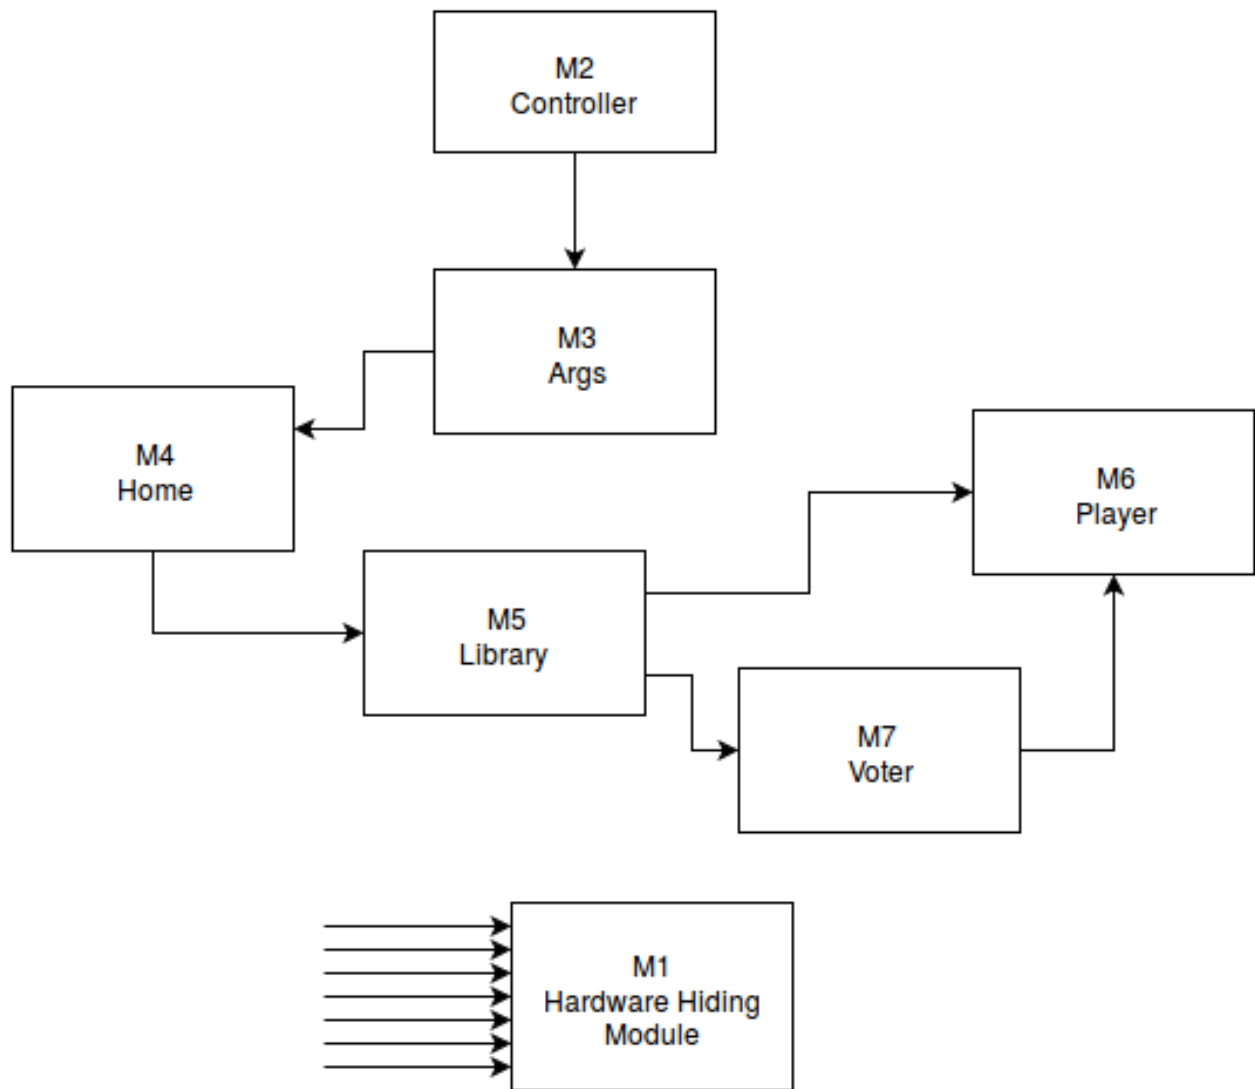 M2
Controller
M3
Args
M4
Home
M5
Library
M6
Player
M7
Voter
M1
Hardware Hiding
Module